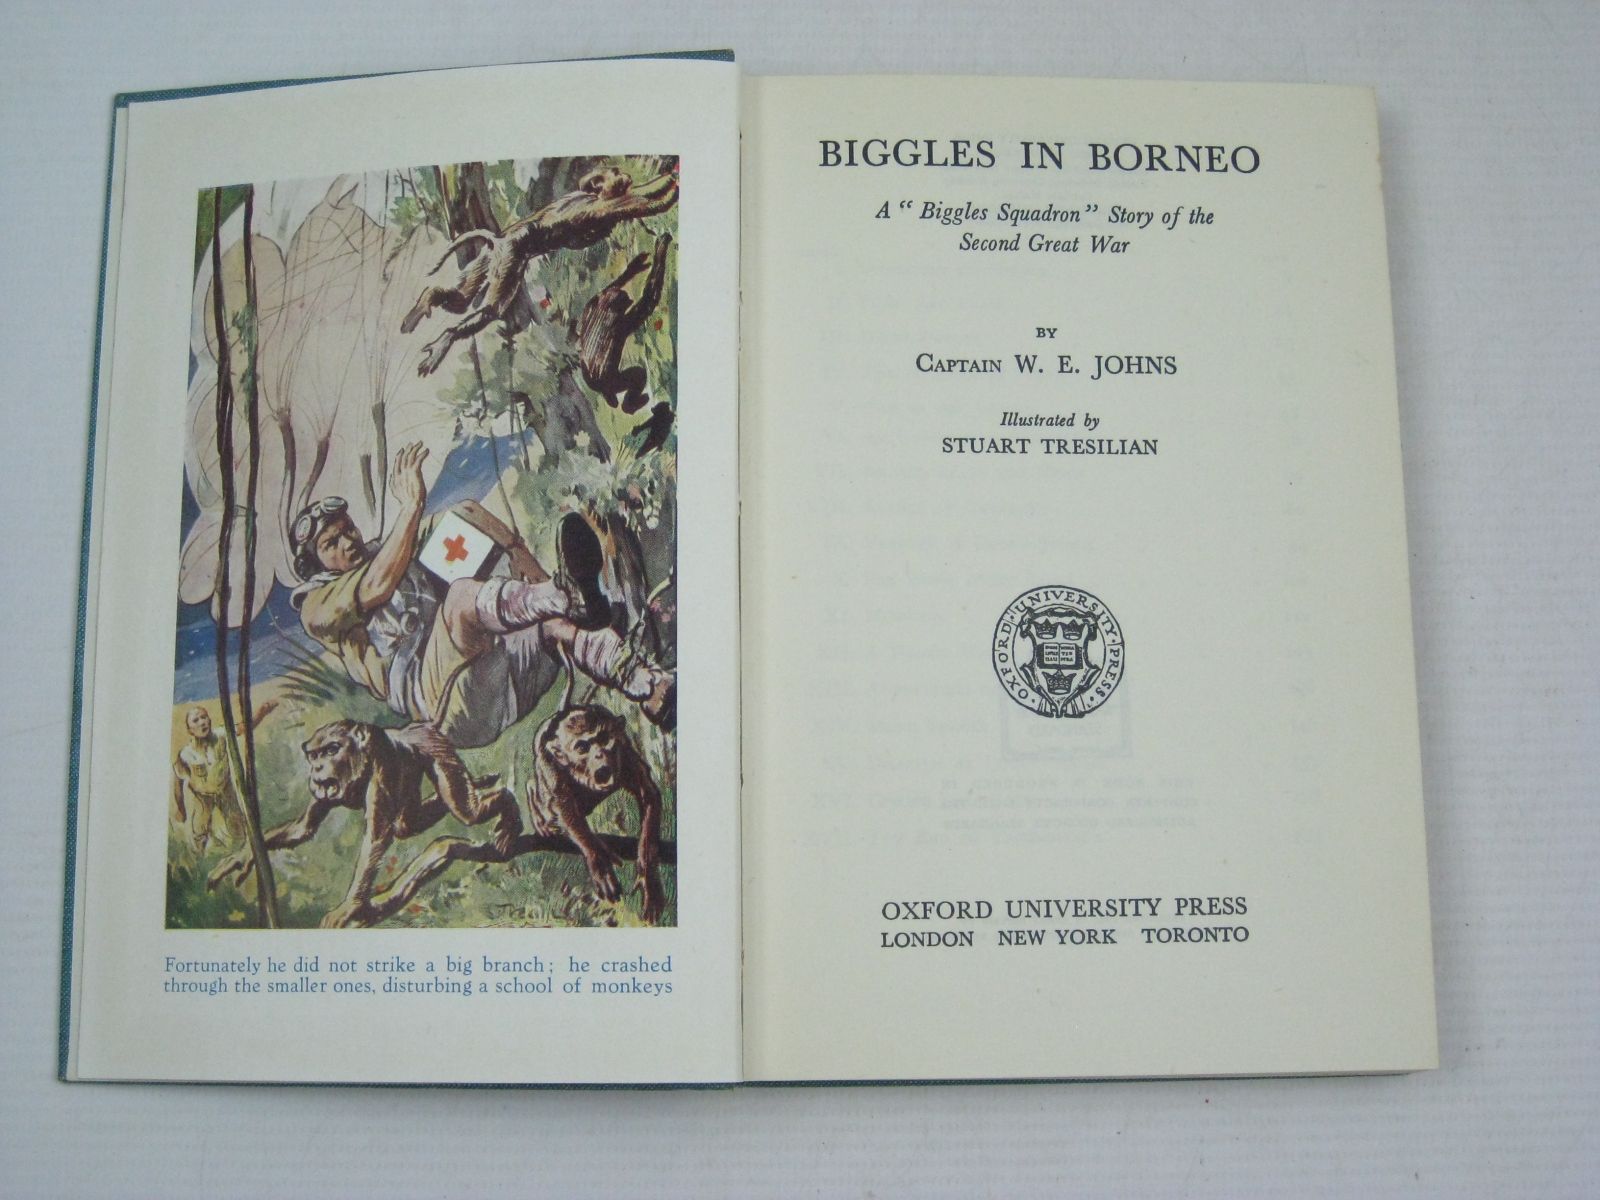 Fortunately he did not strike a big branch; he crashed
through the smaller ones, disturbing a school of monkeys
BIGGLES IN BORNEO
A “Biggles Squadron” Story of the
Second Great War
BY
CAPTAIN W. E. JOHNS
Illustrated by
STUART TRESILIAN
OXFORD · UNIVERSITY · PRESS
OXFORD UNIVERSITY PRESS
LONDON NEW YORK TORONTO